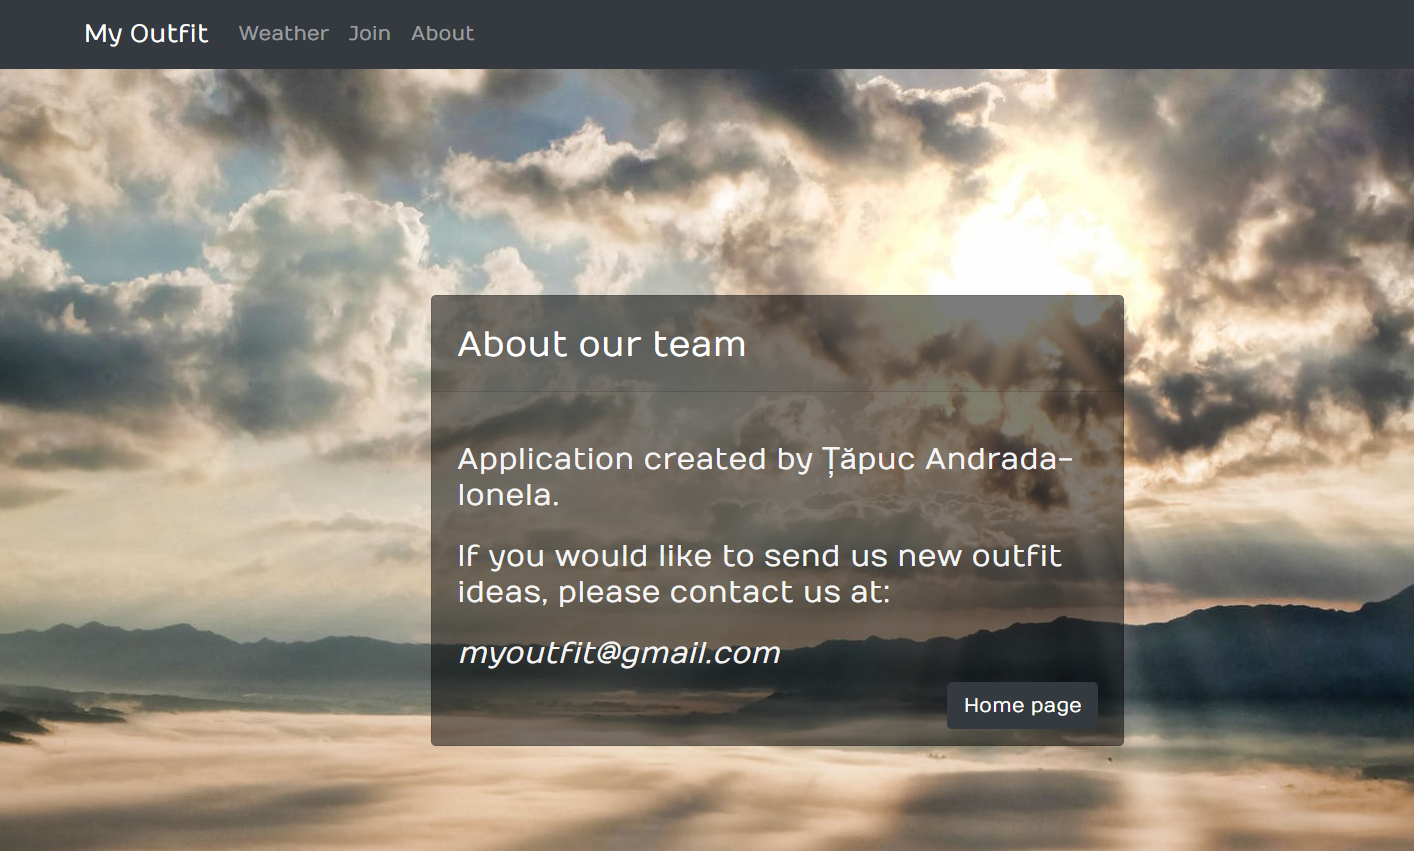 My Outfit Weather Join About
About our team
Application created by Țăpuc Andrada-
Ionela.
If you would like to send us new outfit
ideas, please contact us at:
myoutfit@gmail.com
Home page